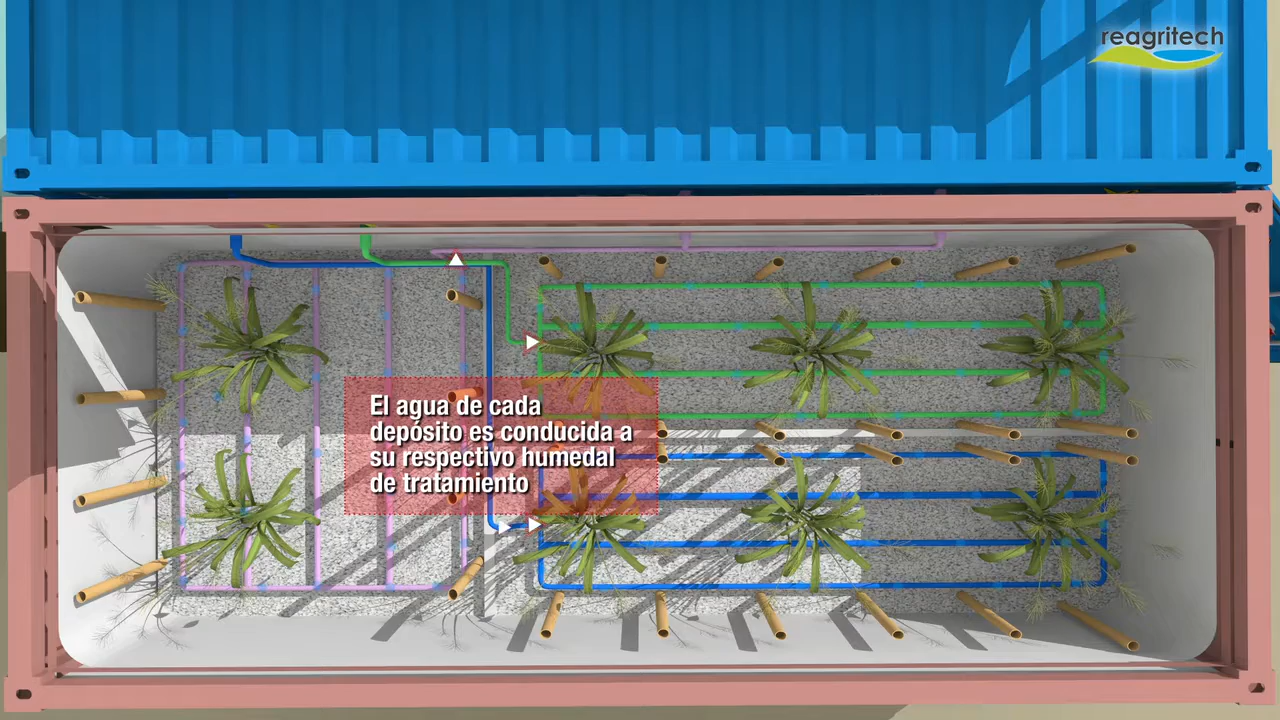 reagritech
El agua de cada
depósito es conducida a
su respectivo humedal
de tratamiento